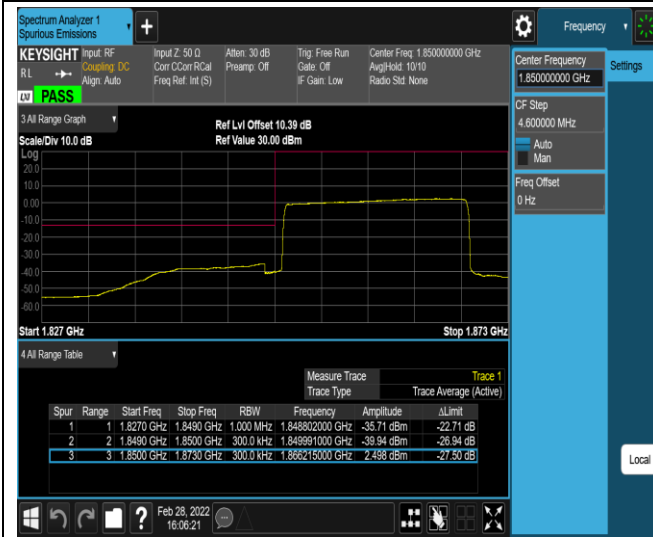 Spectrum Analyzer 1
Spurious Emissions
Frequency
KEYSIGHT
R L
LXI
PASS
Input: RF
Coupling: DC
Align: Auto
Input Z: 50 Ω
Corr CCorr RCal
Freq Ref: Int (S)
Atten: 30 dB
Preamp: Off
Trig: Free Run
Gate: Off
IF Gain: Low
Center Freq: 1.850000000 GHz
Avg|Hold: 10/10
Radio Std: None
Center Frequency
1.850000000 GHz
Settings
CF Step
4.600000 MHz
Auto
Man
Freq Offset
0 Hz
3 All Range Graph
Ref Lvl Offset 10.39 dB
Scale/Div 10.0 dB
Ref Value 30.00 dBm
Log
20.0
10.0
0.00
-10.0
-20.0
-30.0
-40.0
-50.0
-60.0
Start 1.827 GHz
Stop 1.873 GHz
4 All Range Table
Measure Trace Trace 1
Trace Type Trace Average (Active)
Spur Range Start Freq Stop Freq RBW Frequency Amplitude ΔLimit
1 1 1.8270 GHz 1.8490 GHz 1.000 MHz 1.848802000 GHz -35.71 dBm -22.71 dB
2 2 1.8490 GHz 1.8500 GHz 300.0 kHz 1.849991000 GHz -39.94 dBm -26.94 dB
3 3 1.8500 GHz 1.8730 GHz 300.0 kHz 1.866215000 GHz 2.498 dBm -27.50 dB
Local
?
Feb 28, 2022
16:06:21